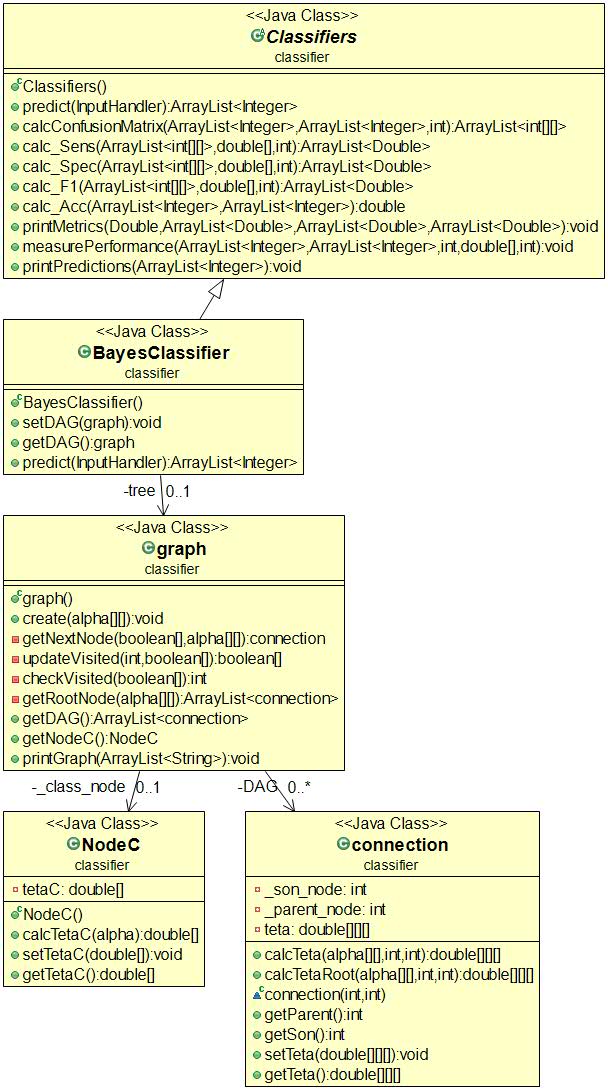 <<Java Class>>
Classifiers
classifier
Classifiers()
predict(InputHandler):ArrayList<Integer>
calcConfusionMatrix(ArrayList<Integer>,ArrayList<Integer>,int):ArrayList<int[][]>
calc_Sens(ArrayList<int[][]>,double[],int):ArrayList<Double>
calc_Spec(ArrayList<int[][]>,double[],int):ArrayList<Double>
calc_F1(ArrayList<int[][]>,double[],int):ArrayList<Double>
calc_Acc(ArrayList<Integer>,ArrayList<Integer>):double
printMetrics(Double,ArrayList<Double>,ArrayList<Double>,ArrayList<Double>):void
measurePerformance(ArrayList<Integer>,ArrayList<Integer>,int,double[],int):void
printPredictions(ArrayList<Integer>):void
<<Java Class>>
BayesClassifier
classifier
BayesClassifier()
setDAG(graph):void
getDAG():graph
predict(InputHandler):ArrayList<Integer>
-tree 0..1
<<Java Class>>
graph
classifier
graph()
create(alpha[][]):void
getNextNode(boolean[],alpha[][]):connection
updateVisited(int,boolean[]):boolean[]
checkVisited(boolean[]):int
getRootNode(alpha[][]):ArrayList<connection>
getDAG():ArrayList<connection>
getNodeC():NodeC
printGraph(ArrayList<String>):void
-_class_node 0..1
-DAG 0..*
<<Java Class>>
NodeC
classifier
tetaC: double[]
NodeC()
calcTetaC(alpha):double[]
setTetaC(double[]):void
getTetaC():double[]
<<Java Class>>
connection
classifier
_son_node: int
_parent_node: int
teta: double[][][]
calcTeta(alpha[][],int,int):double[][][]
calcTetaRoot(alpha[][],int,int):double[][][]
connection(int,int)
getParent():int
getSon():int
setTeta(double[][][]):void
getTeta():double[][][]